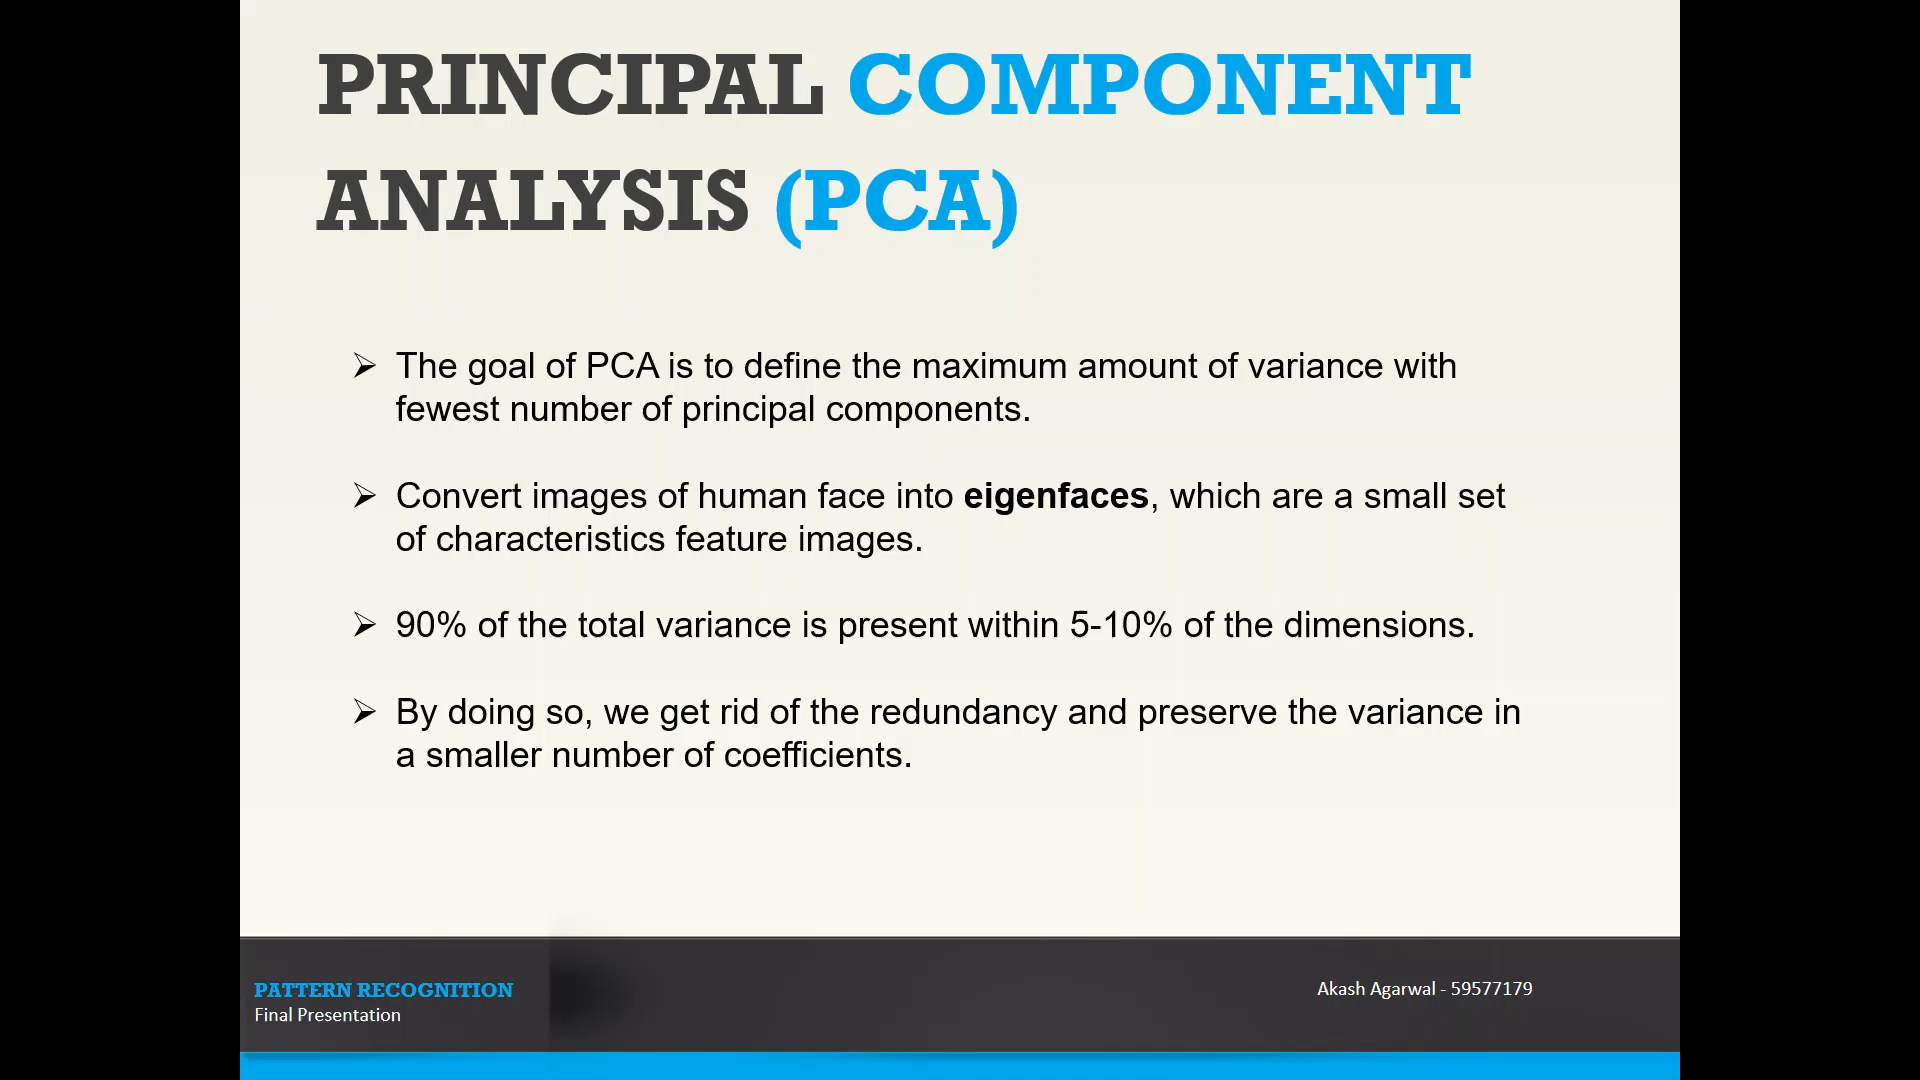 PRINCIPAL COMPONENT
ANALYSIS (PCA)
➢ The goal of PCA is to define the maximum amount of variance with
fewest number of principal components.
➢ Convert images of human face into eigenfaces, which are a small set
of characteristics feature images.
➢ 90% of the total variance is present within 5-10% of the dimensions.
➢ By doing so, we get rid of the redundancy and preserve the variance in
a smaller number of coefficients.
PATTERN RECOGNITION
Final Presentation
Akash Agarwal - 59577179